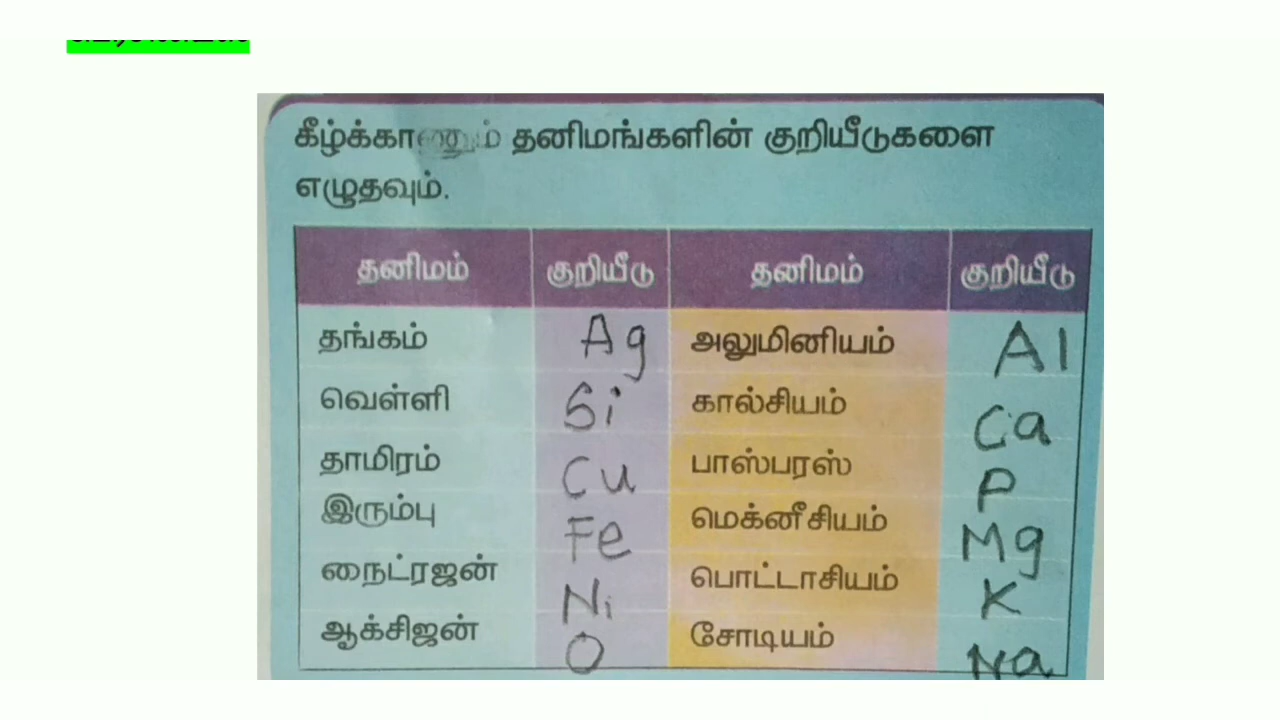 கீழ்க்காணும் தனிமங்களின் குறியீடுகளை
எழுதவும்.
தனிமம் குறியீடு தனிமம் குறியீடு
தங்கம் Ag அலுமினியம் Al
வெள்ளி Si கால்சியம் Ca
தாமிரம் Cu பாஸ்பரஸ் P
இரும்பு Fe மெக்னீசியம் Mg
நைட்ரஜன் Ni பொட்டாசியம் K
ஆக்சிஜன் O சோடியம் Na